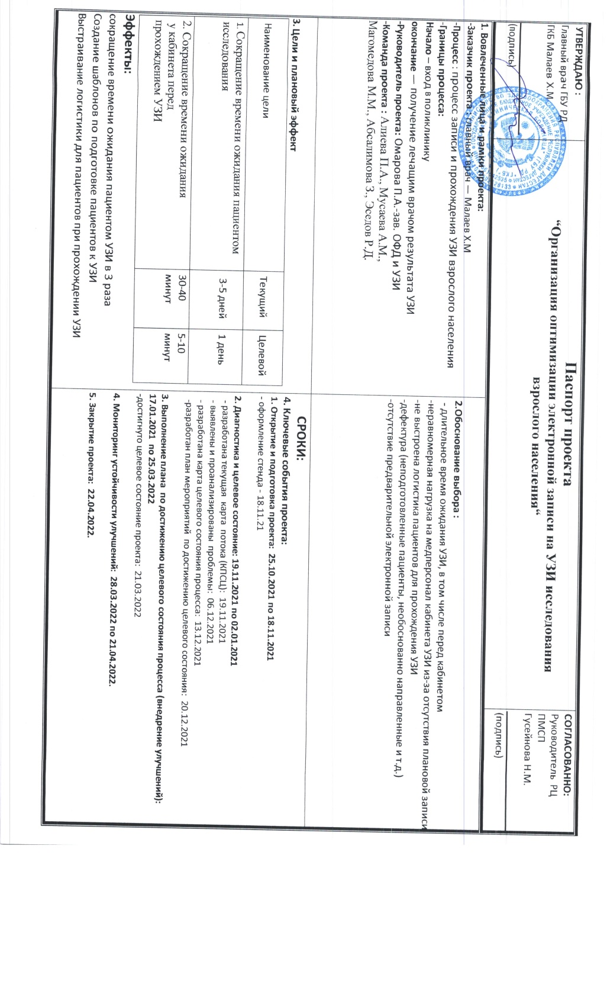 УТВЕРЖДАЮ :
Главный врач ГБУ РД
ГКБ Малаев Х.М
(подпись)
Паспорт проекта
“Организация оптимизации электронной записи на УЗИ исследования
взрослого населения“
СОГЛАСОВАННО:
Руководитель РЦ
ПМСП
Гусейнова Н.М.
(подпись)
1. Вовлеченные лица и рамки проекта:
-Заказчик проекта : главный врач — Малаев Х.М
-Процесс : процесс записи и прохождения УЗИ взрослого населения
-Границы процесса:
Начало – вход в поликлинику
окончание — получение лечащим врачом результата УЗИ
-Руководитель проекта: Омарова П.А.-зав. ОФД и УЗИ
-Команда проекта : Алиева П.А., Мусаева А.М.,
Магомедова М.М., Абсалимова З., Эседов Р.Д.
2.Обоснование выбора :
- длительное время ожидания УЗИ, в том числе перед кабинетом
-неравномерная нагрузка на медперсонал кабинета УЗИ из-за отсутствия плановой записи
-не выстроена логистика пациентов для прохождения УЗИ
-дефектура (неподготовленные пациенты, необоснованно направленные и т.д.)
-отсутствие предварительной электронной записи
3. Цели и плановый эффект
Наименование цели
Текущий
Целевой
1. Сокращение времени ожидания пациентом
исследования
3-5 дней
1 день
2. Сокращение времени ожидания
у кабинета перед
прохождением УЗИ
30-40
минут
5-10
минут
Эффекты:
сокращение времени ожидания пациентом УЗИ в 3 раза
Создание шаблонов по подготовке пациентов к УЗИ
Выстраивание логистики для пациентов при прохождении УЗИ
СРОКИ:
4. Ключевые события проекта:
1. Открытие и подготовка проекта: 25.10.2021 по 18.11.2021
- оформление стенда - 18.11.21
2. Диагностика и целевое состояние: 19.11.2021 по 02.01.2021
- разработана текущая карта потока (КПСЦ): 19.11.2021
- выявлены и проанализированы проблемы: 06.12.2021
- разработана карта целевого состояния процесса: 13.12.2021
-разработан план мероприятий по достижению целевого состояния: 20.12.2021
3. Выполнение плана по достижению целевого состояния процесса (внедрение улучшений):
17.01.2021 по 25.03.2022
-достигнуто целевое состояние проекта: 21.03.2022
4. Мониторинг устойчивости улучшений: 28.03.2022 по 21.04.2022.
5. Закрытие проекта: 22.04.2022.